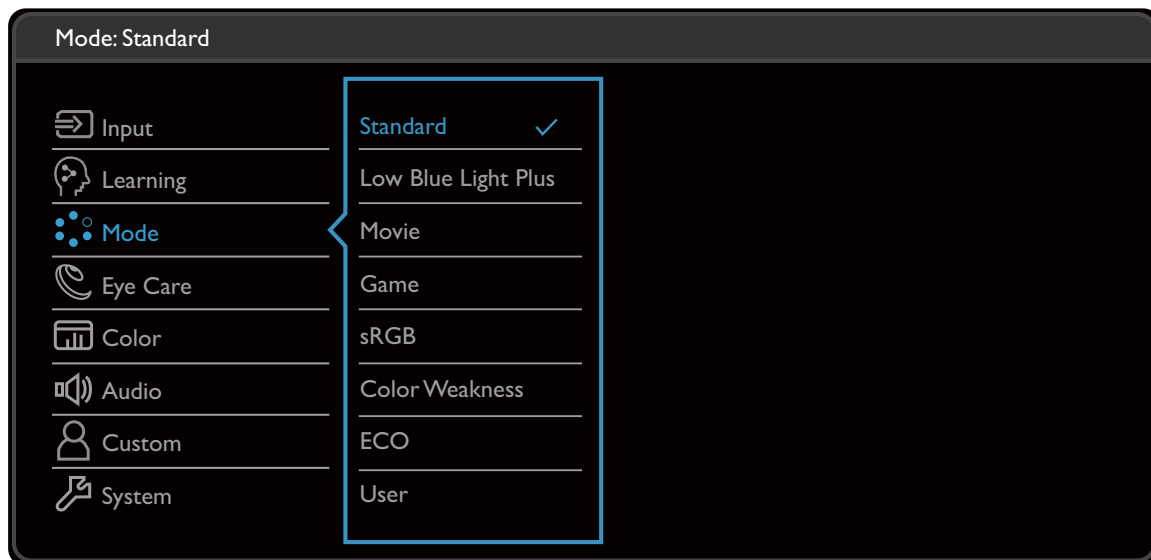 Mode: Standard
Input
Learning
Mode
Eye Care
Color
Audio
Custom
System
Standard
Low Blue Light Plus
Movie
Game
sRGB
Color Weakness
ECO
User